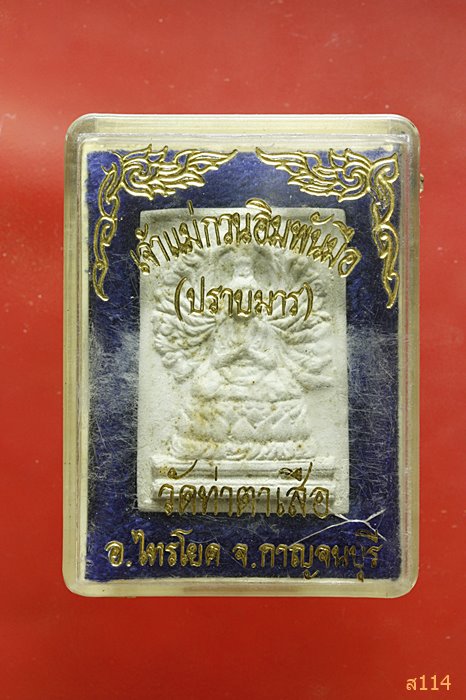 เจ้าแม่กวนอิมพันมือ
(ปราบมาร)
วัดท่าตาเสือ
อ.ไทรโยค จ.กาญจนบุรี
ส114